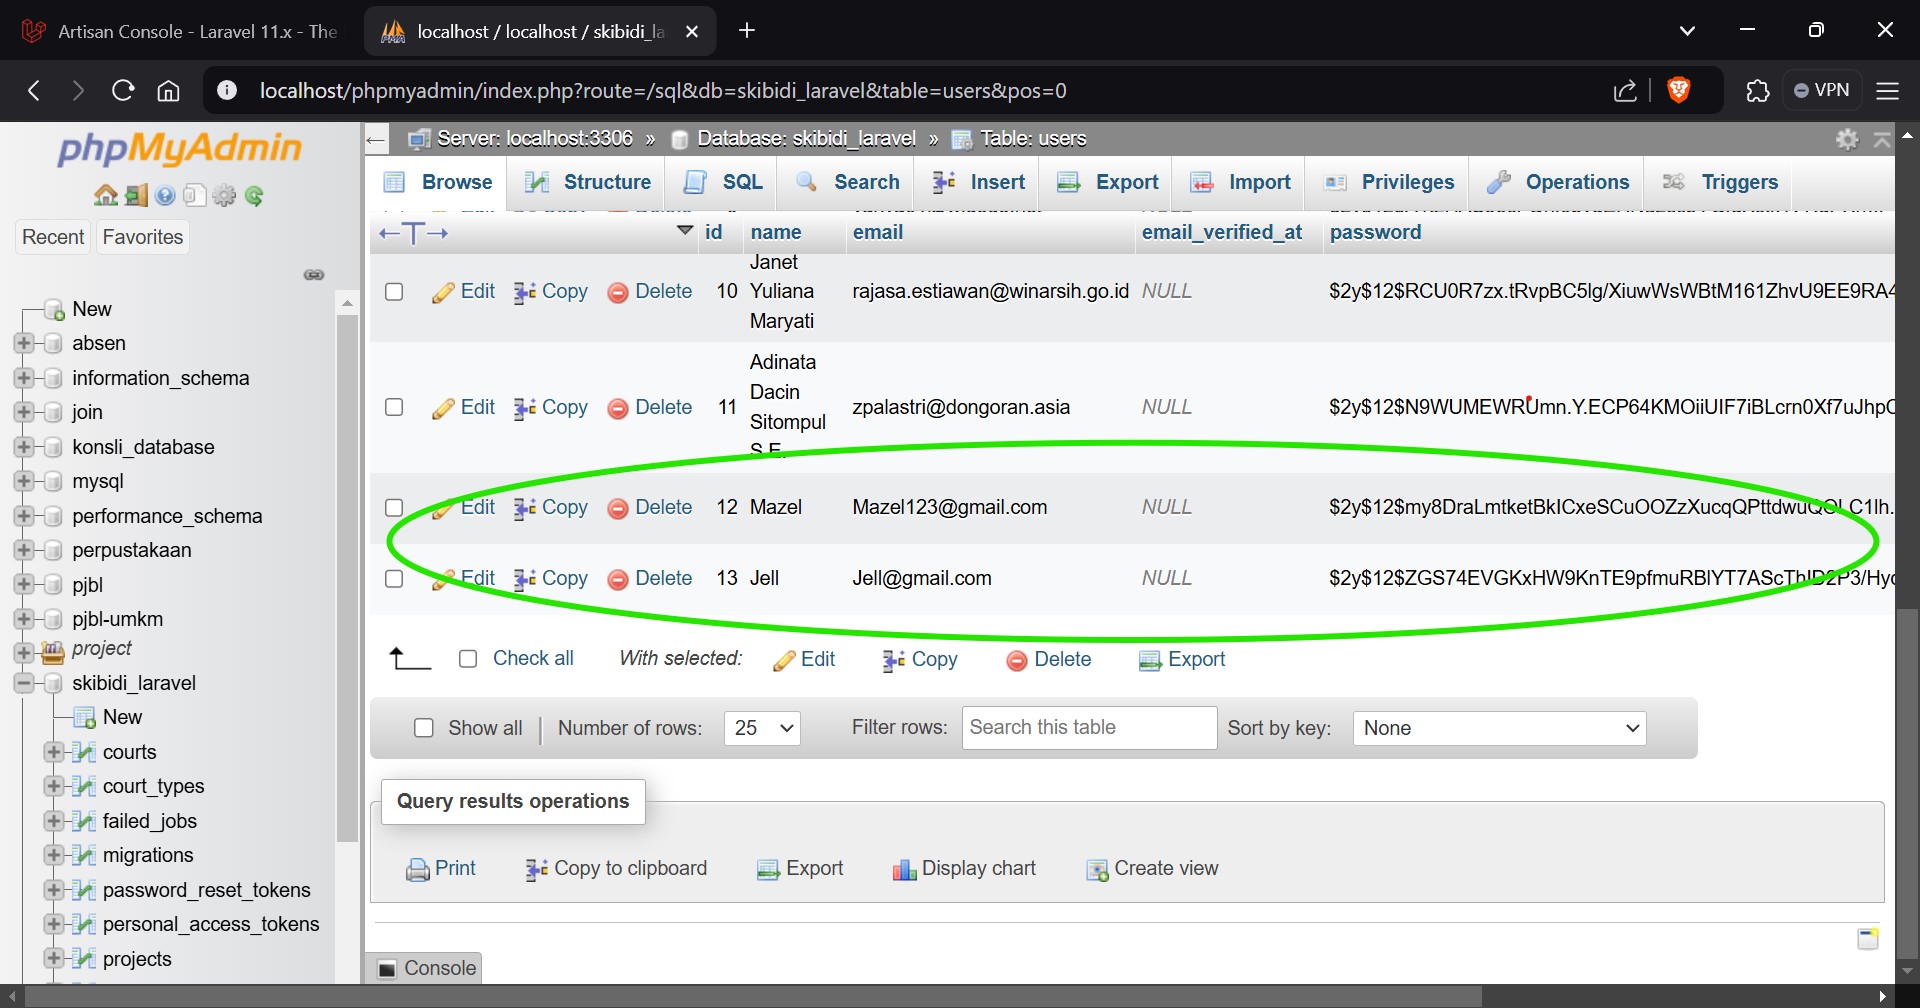 Artisan Console - Laravel 11.x - The
localhost / localhost / skibidi_la
localhost/phpmyadmin/index.php?route=/sql&db=skibidi_laravel&table=users&pos=0
VPN
phpMyAdmin
Recent Favorites
New
absen
information_schema
join
konsli_database
mysql
performance_schema
perpustakaan
pjbl
pjbl-umkm
project
skibidi_laravel
New
courts
court_types
failed_jobs
migrations
password_reset_tokens
personal_access_tokens
projects
Server: localhost:3306 » Database: skibidi_laravel » Table: users
Browse Structure SQL Search Insert Export Import Privileges Operations Triggers
id name email email_verified_at password
Edit Copy Delete 10 Janet Yuliana Maryati rajasa.estiawan@winarsih.go.id NULL $2y$12$RCU0R7zx.tRvpBC5lg/XiuwWsWBtM161ZhvU9EE9RA4
Edit Copy Delete 11 Adinata Dacin Sitompul S.E. zpalastri@dongoran.asia NULL $2y$12$N9WUMEWRUmn.Y.ECP64KMOiiUIF7iBLcrn0Xf7uJhpC
Edit Copy Delete 12 Mazel Mazel123@gmail.com NULL
Edit Copy Delete 13 Jell Jell@gmail.com NULL
Check all With selected: Edit Copy Delete Export
Show all Number of rows: 25 Filter rows: Search this table Sort by key: None
Query results operations
Print Copy to clipboard Export Display chart Create view
Console